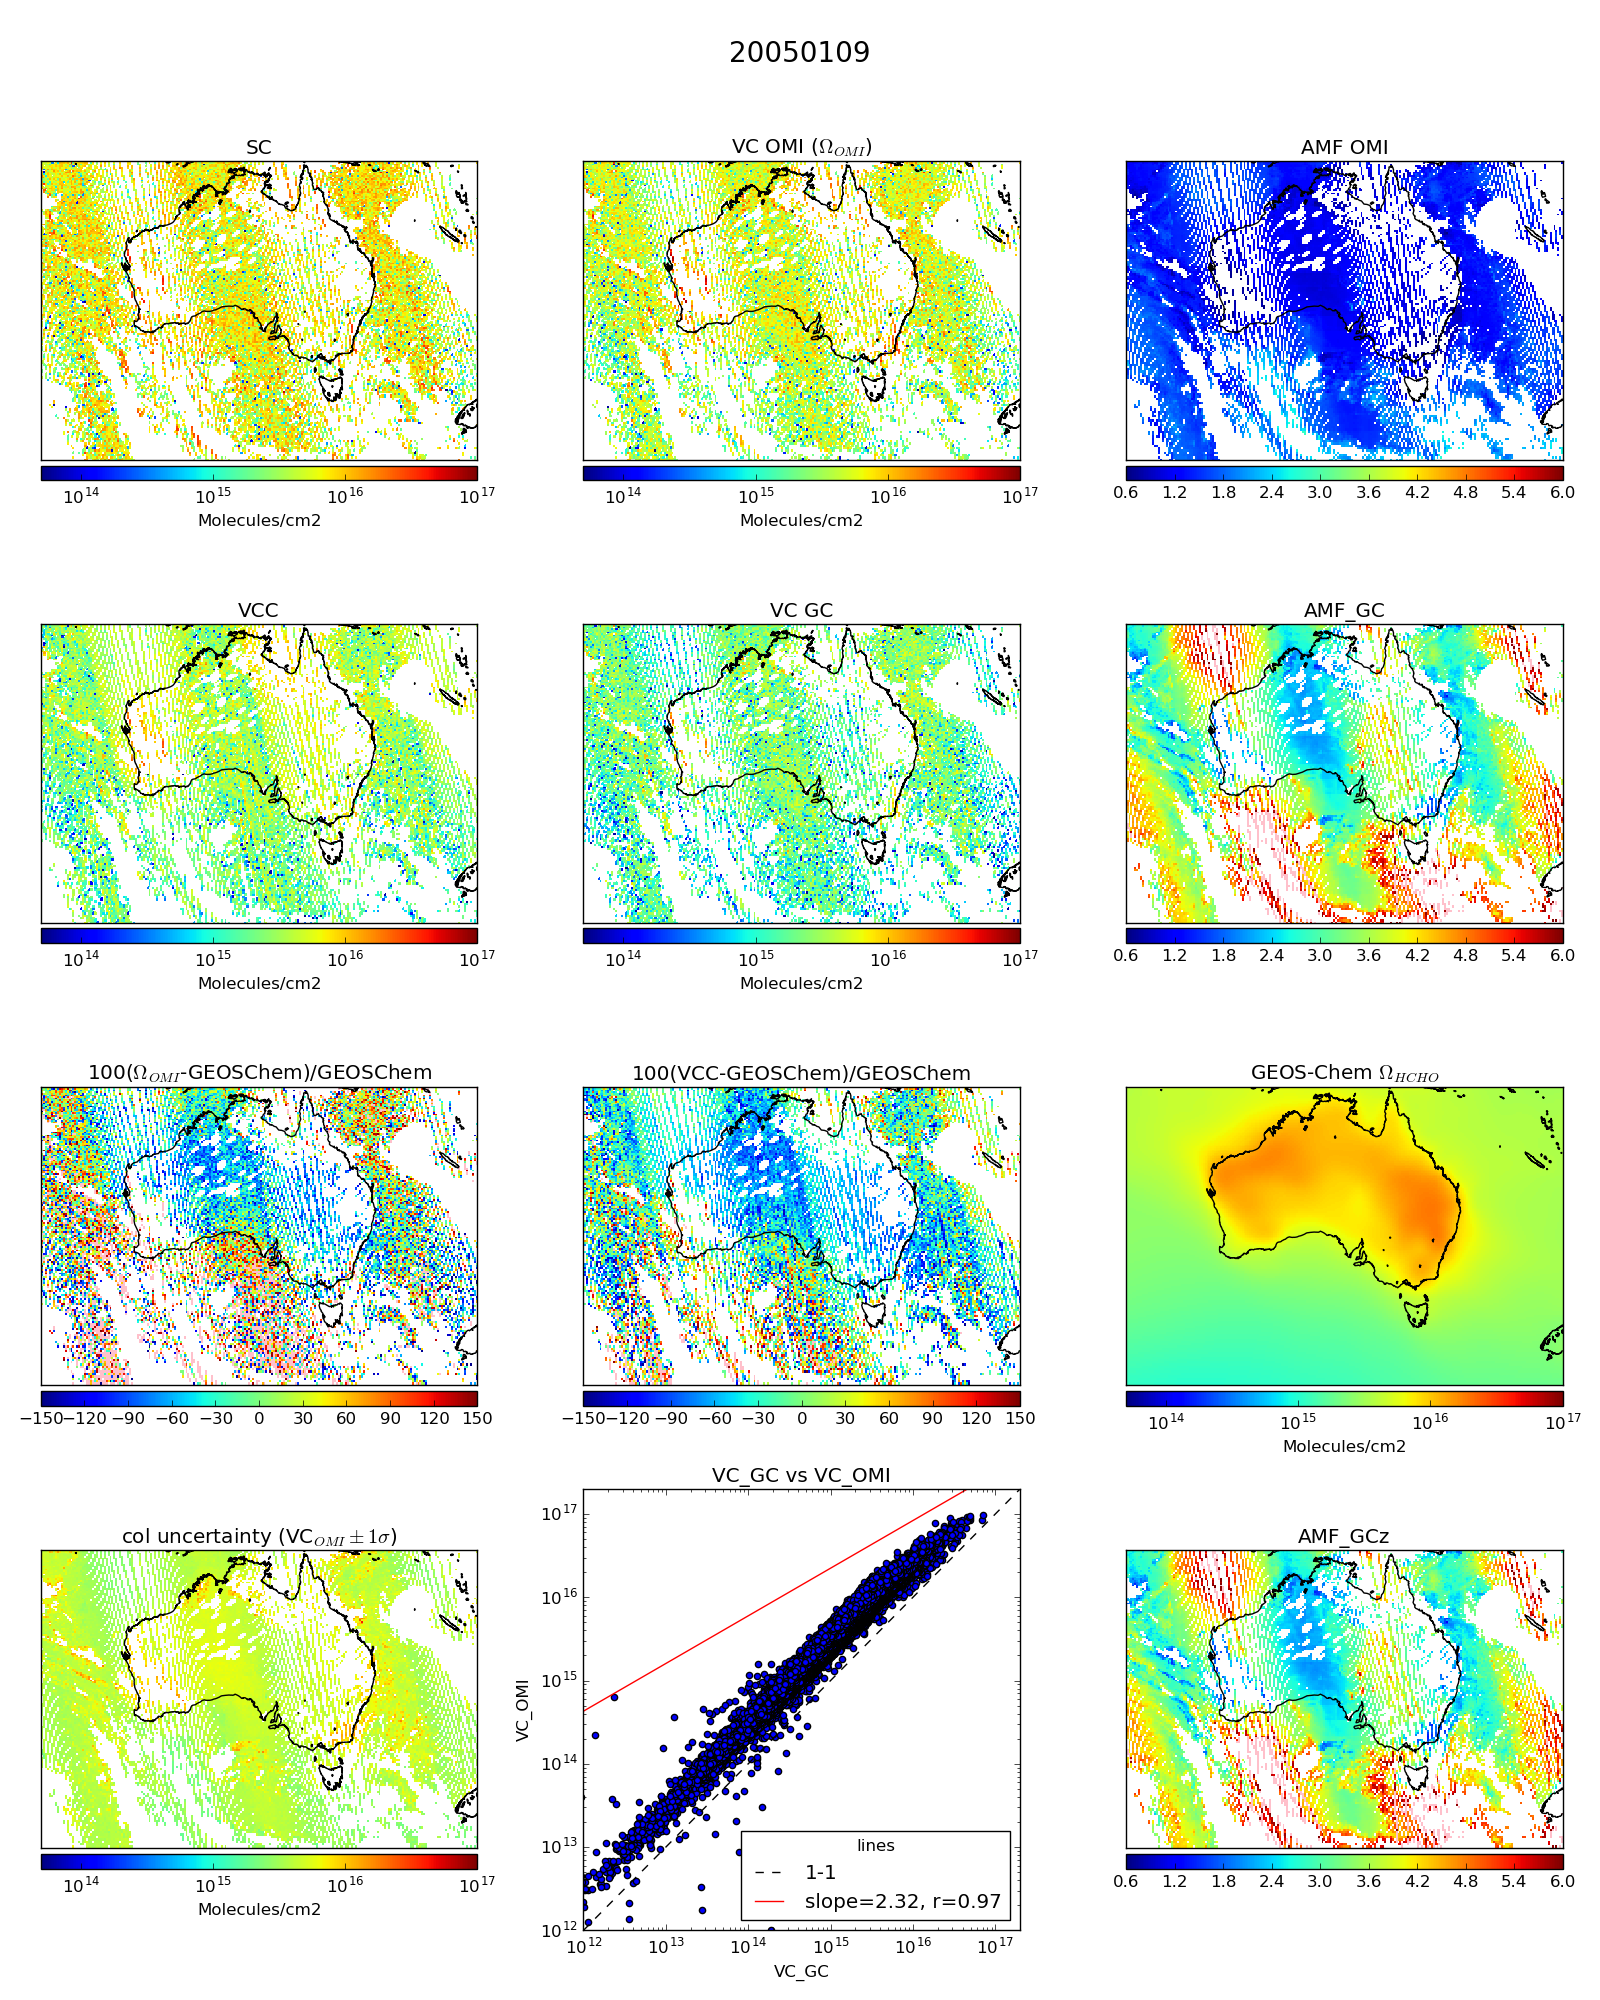 20050109
SC
VC OMI (Ω_OMI)
AMF OMI
10^14 10^15 10^16 10^17
Molecules/cm2
10^14 10^15 10^16 10^17
Molecules/cm2
0.6 1.2 1.8 2.4 3.0 3.6 4.2 4.8 5.4 6.0
VCC
VC GC
AMF_GC
10^14 10^15 10^16 10^17
Molecules/cm2
10^14 10^15 10^16 10^17
Molecules/cm2
0.6 1.2 1.8 2.4 3.0 3.6 4.2 4.8 5.4 6.0
100(Ω_OMI-GEOSChem)/GEOSChem
100(VCC-GEOSChem)/GEOSChem
GEOS-Chem Ω_HCHO
−150 −120 −90 −60 −30 0 30 60 90 120 150
−150 −120 −90 −60 −30 0 30 60 90 120 150
10^14 10^15 10^16 10^17
Molecules/cm2
col uncertainty (VC_OMI ± 1σ)
10^14 10^15 10^16 10^17
Molecules/cm2
VC_GC vs VC_OMI
10^17
10^16
10^15
10^14
10^13
10^12
VC_OMI
lines
1-1
slope=2.32, r=0.97
10^12 10^13 10^14 10^15 10^16 10^17
VC_GC
AMF_GCz
0.6 1.2 1.8 2.4 3.0 3.6 4.2 4.8 5.4 6.0